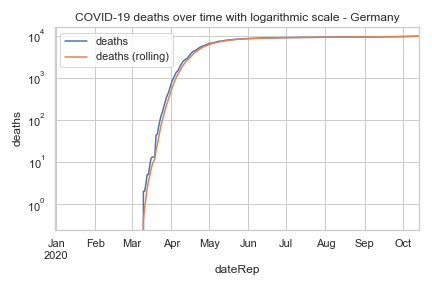 COVID-19 deaths over time with logarithmic scale - Germany
deaths
deaths (rolling)
10⁴
10³
10²
10¹
10⁰
deaths
Jan Feb Mar Apr May Jun Jul Aug Sep Oct
2020
dateRep